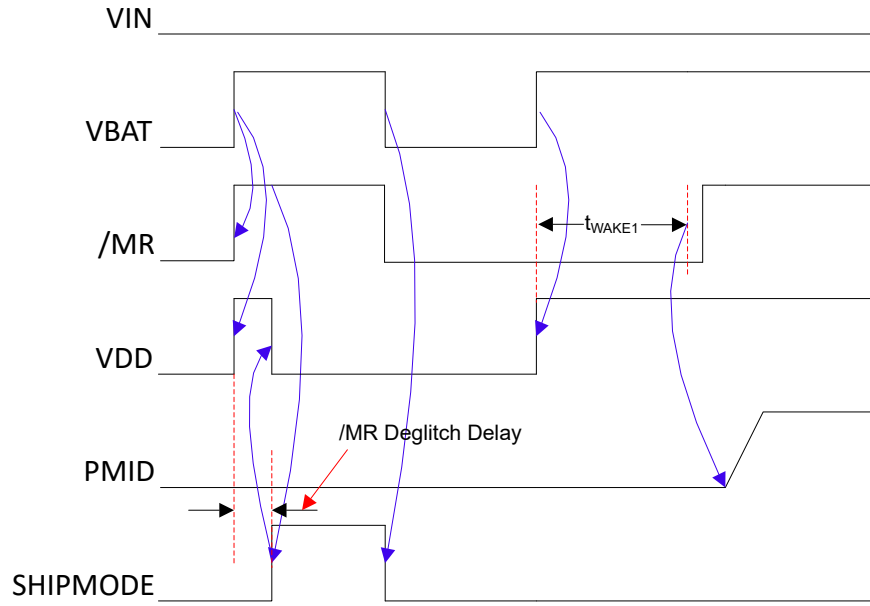 VIN
VBAT
/MR
tWAKE1
VDD
/MR Deglitch Delay
PMID
SHIPMODE